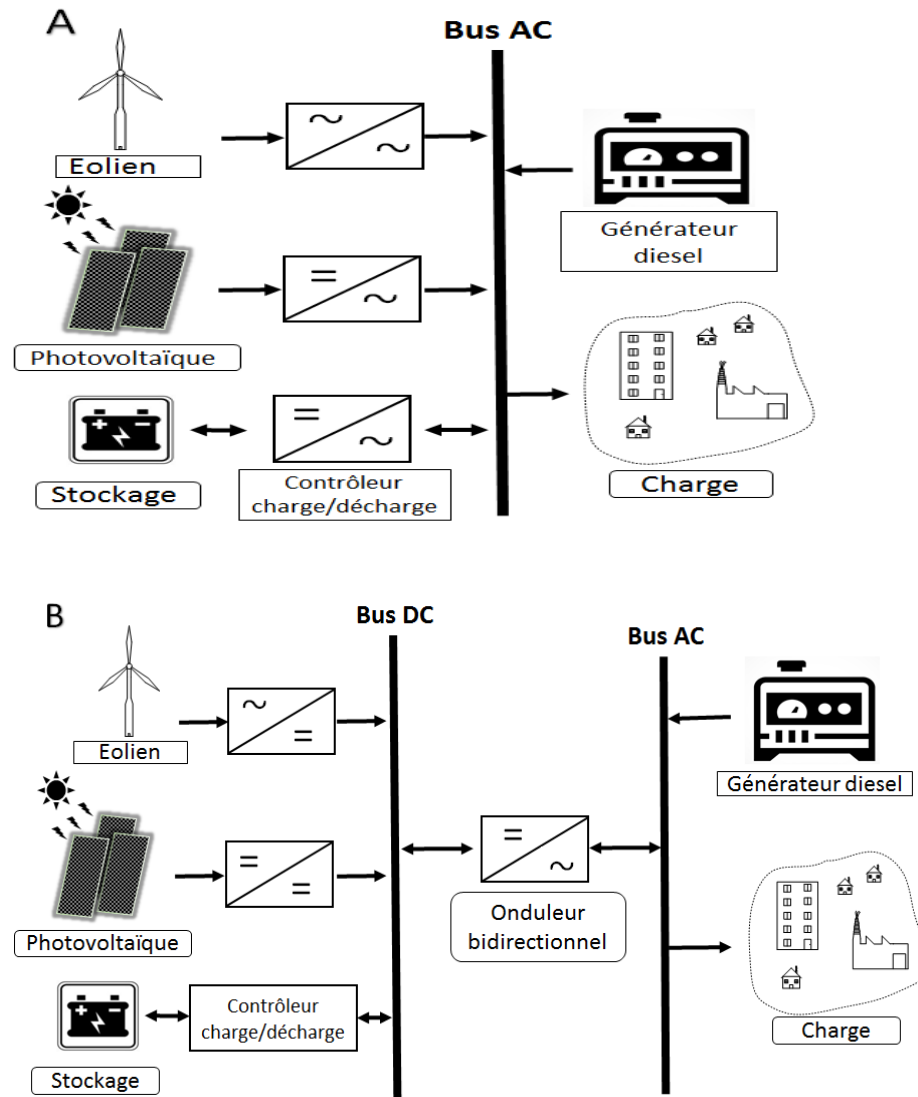 A
Bus AC
Eolien
Générateur
diesel
Photovoltaïque
Stockage
Contrôleur
charge/décharge
Charge
B
Bus DC
Bus AC
Eolien
Générateur diesel
Photovoltaïque
Onduleur
bidirectionnel
Contrôleur
charge/décharge
Stockage
Charge